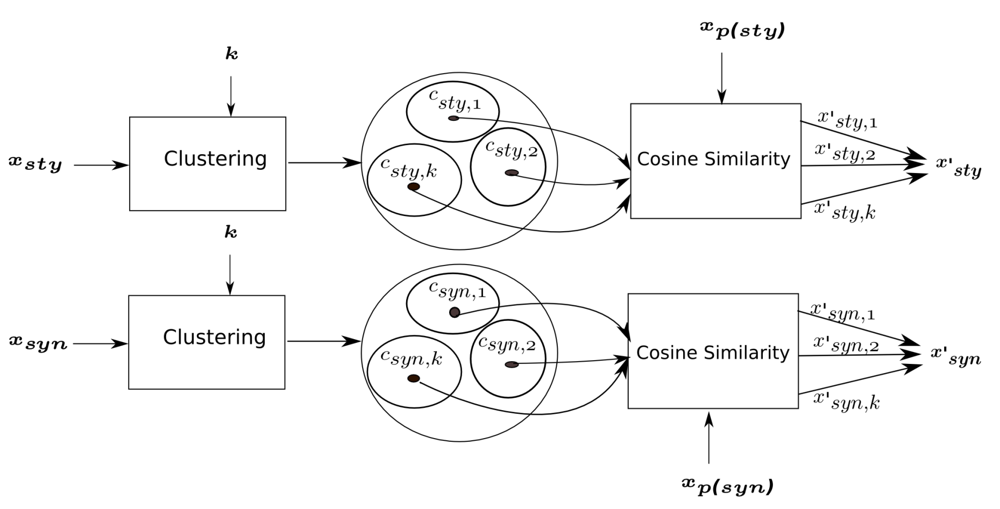 x_p(sty)
k
c_sty,1
x'_sty,1
c_sty,2
x'_sty,2
x_sty
Clustering
c_sty,k
Cosine Similarity
x'_sty
x'_sty,k
k
c_syn,1
x'_syn,1
x_syn
Clustering
c_syn,2
x'_syn,2
c_syn,k
Cosine Similarity
x'_syn
x'_syn,k
x_p(syn)